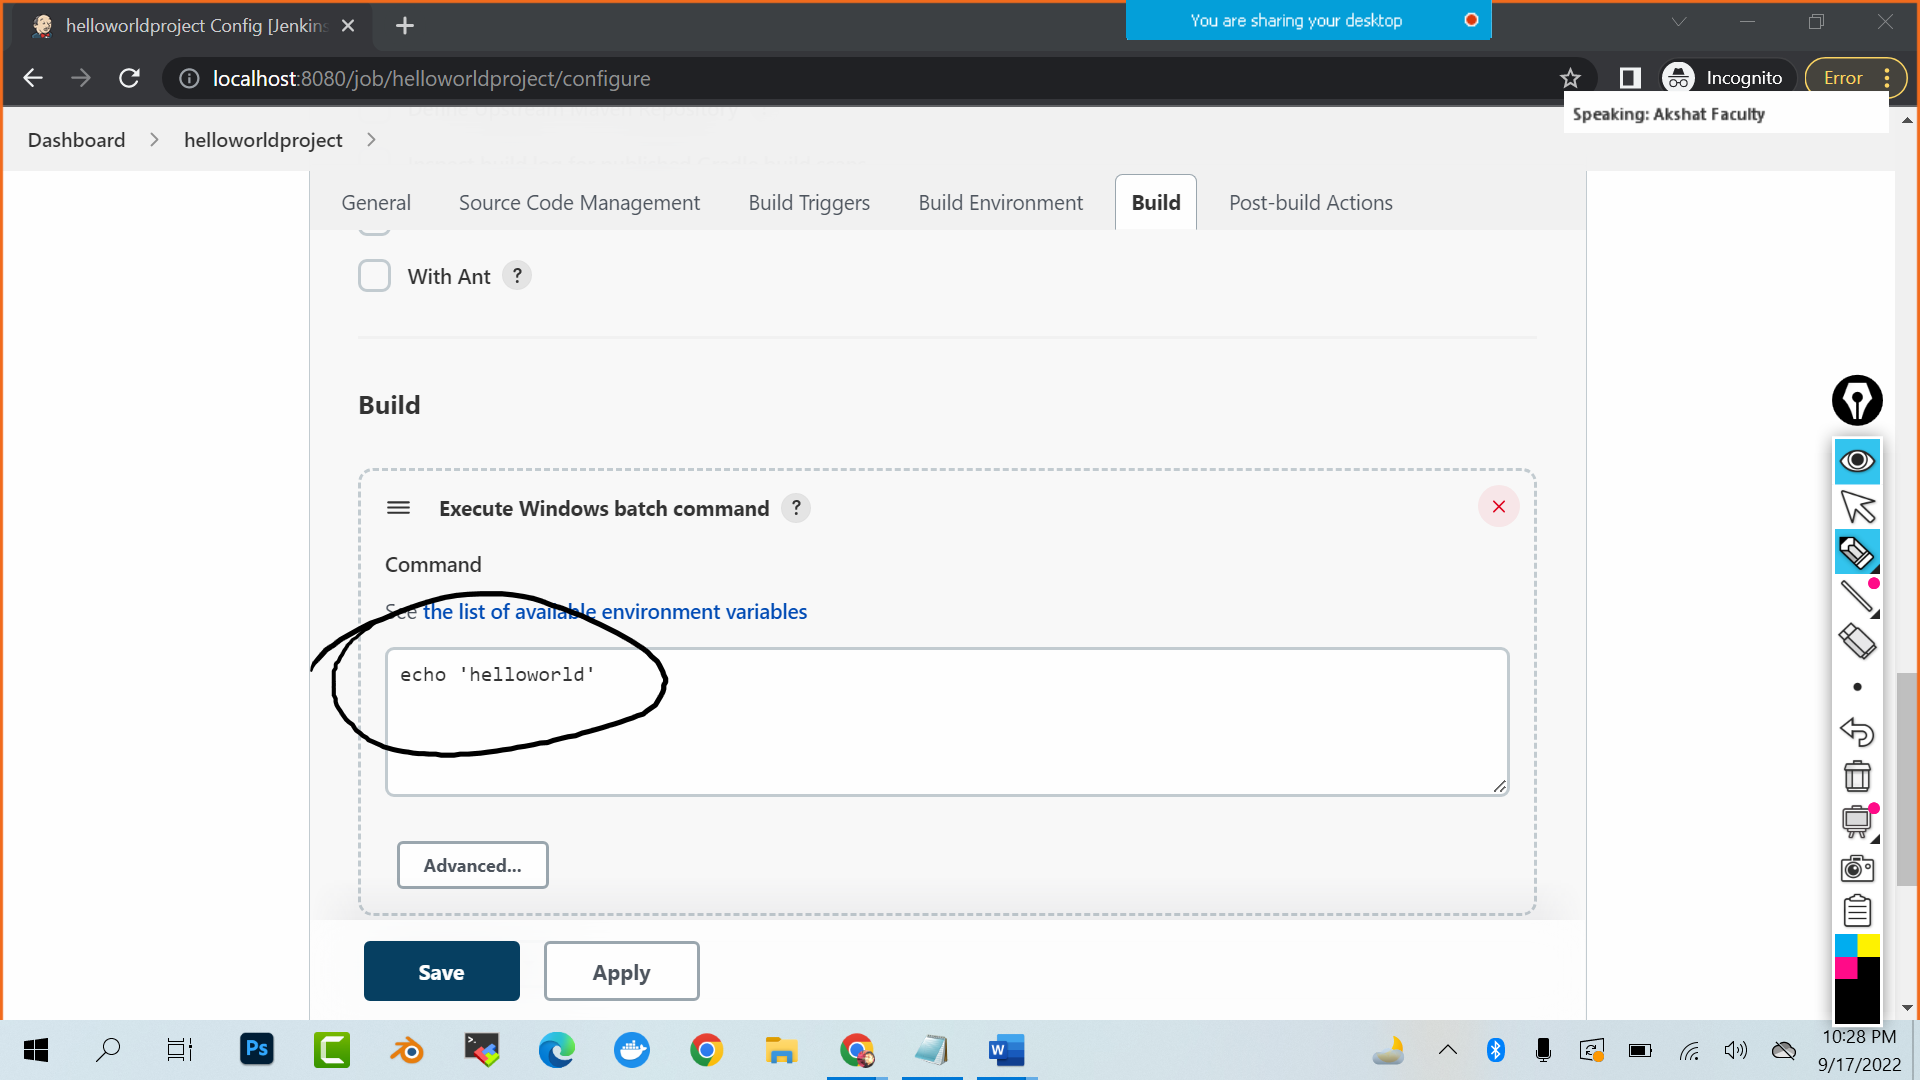 helloworldproject Config [Jenkins
You are sharing your desktop
localhost:8080/job/helloworldproject/configure
Incognito
Error
Speaking: Akshat Faculty
Dashboard
helloworldproject
General
Source Code Management
Build Triggers
Build Environment
Build
Post-build Actions
With Ant
?
Build
Execute Windows batch command
?
Command
See the list of available environment variables
echo 'helloworld'
Advanced...
Save
Apply
Ps
C
W
10:28 PM
9/17/2022